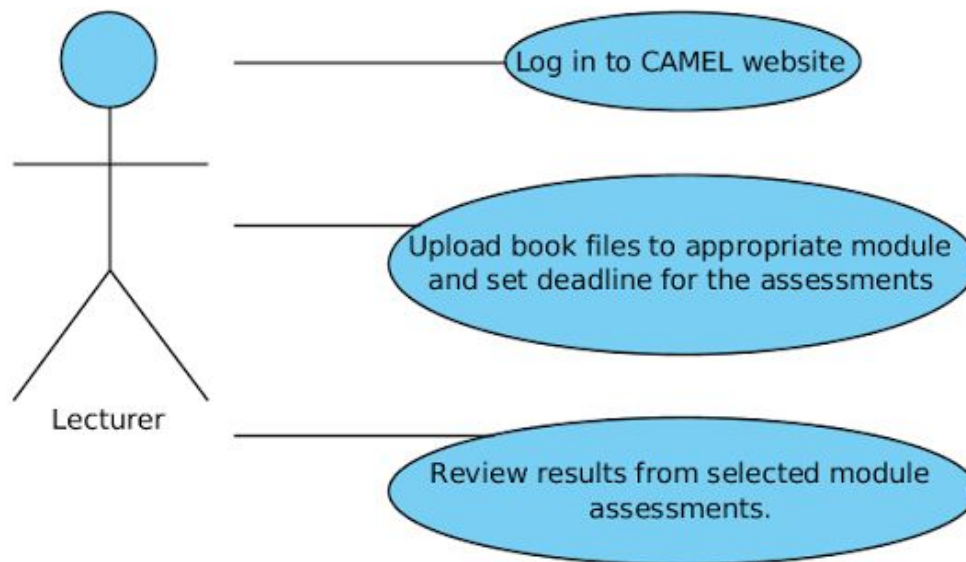 Log in to CAMEL website
Upload book files to appropriate module
and set deadline for the assessments
Lecturer
Review results from selected module
assessments.